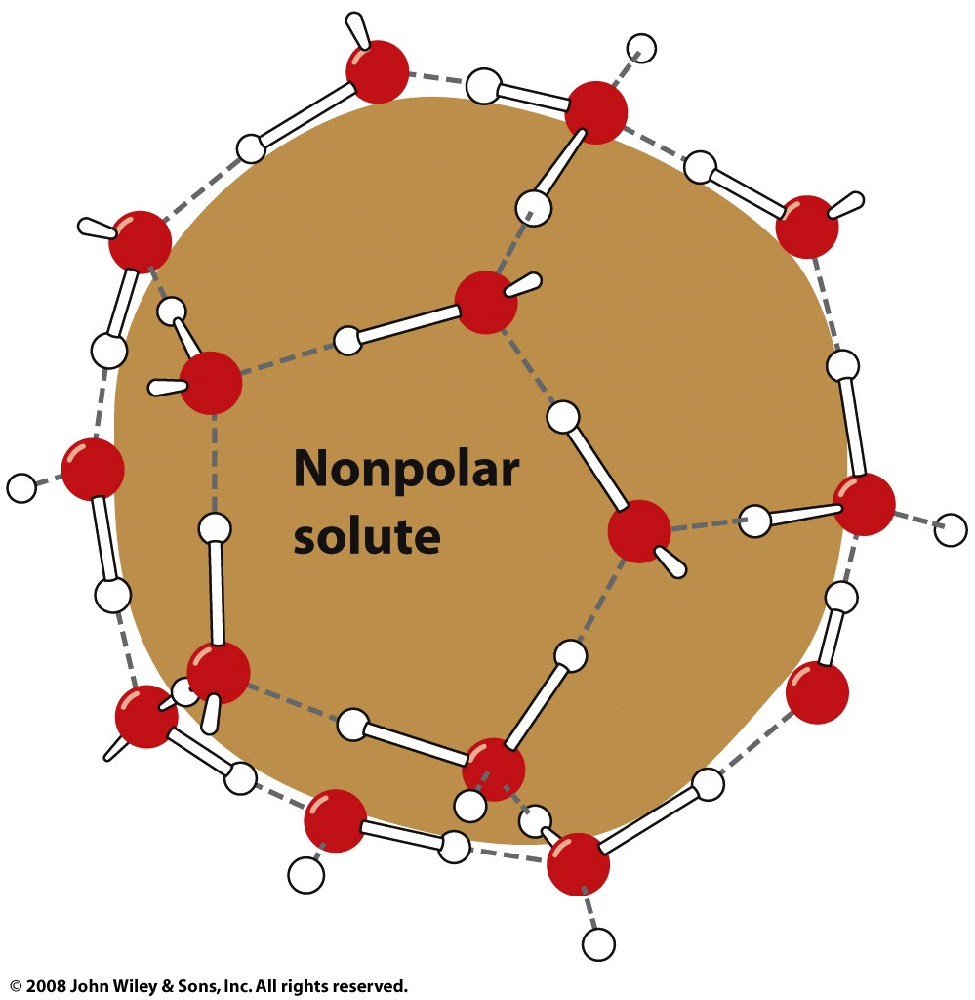 Nonpolar
solute
© 2008 John Wiley & Sons, Inc. All rights reserved.